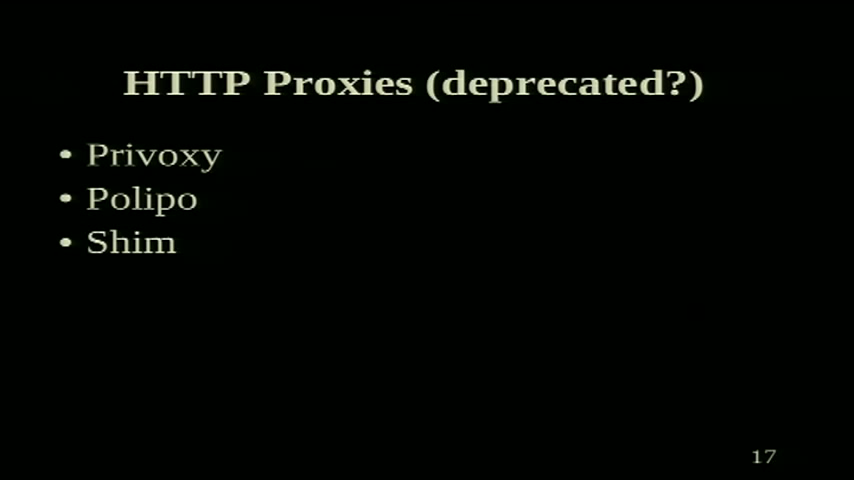 HTTP Proxies (deprecated?)
• Privoxy
• Polipo
• Shim
17